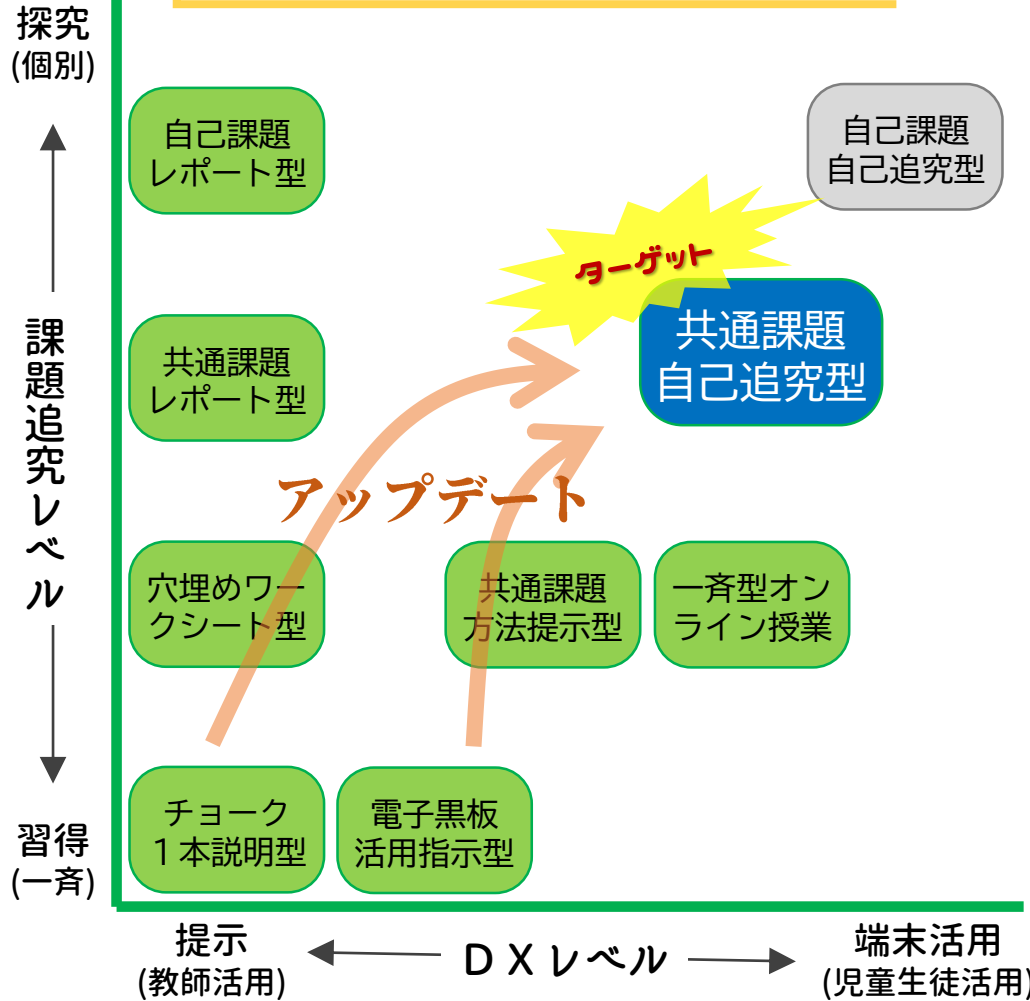 探究
(個別)
自己課題
レポート型
自己課題
自己追究型
ターゲット
共通課題
自己追究型
共通課題
レポート型
課題追究レベル
アップデート
穴埋めワー
クシート型
共通課題
方法提示型
一斉型オン
ライン授業
チョーク
１本説明型
電子黒板
活用指示型
習得
(一斉)
提示
(教師活用)
ＤＸレベル
端末活用
(児童生徒活用)